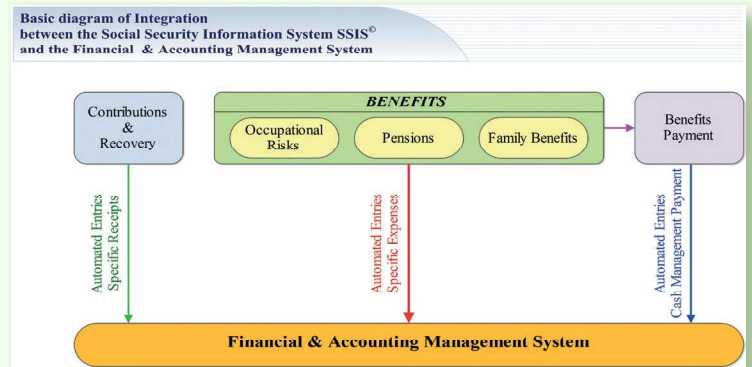 Basic diagram of Integration
between the Social Security Information System SSIS©
and the Financial & Accounting Management System
Contributions
&
Recovery
BENEFITS
Occupational
Risks
Pensions
Family Benefits
Benefits
Payment
Automated Entries
Specific Receipts
Automated Entries
Specific Expenses
Automated Entries
Cash Management Payment
Financial & Accounting Management System